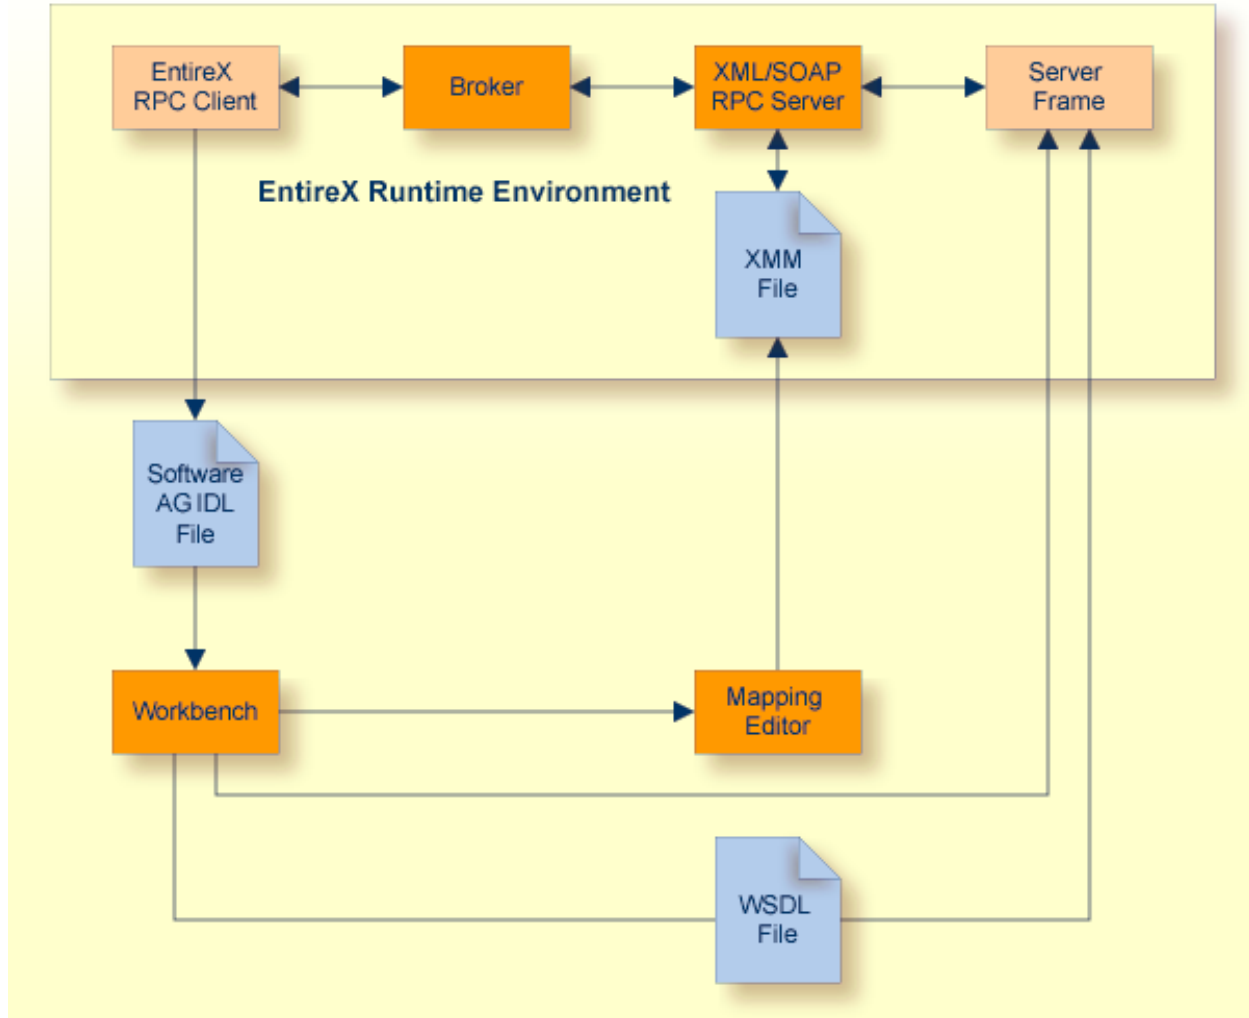 EntireX
RPC Client
Broker
XML/SOAP
RPC Server
Server
Frame
EntireX Runtime Environment
XMM
File
Software
AG IDL
File
Workbench
Mapping
Editor
WSDL
File